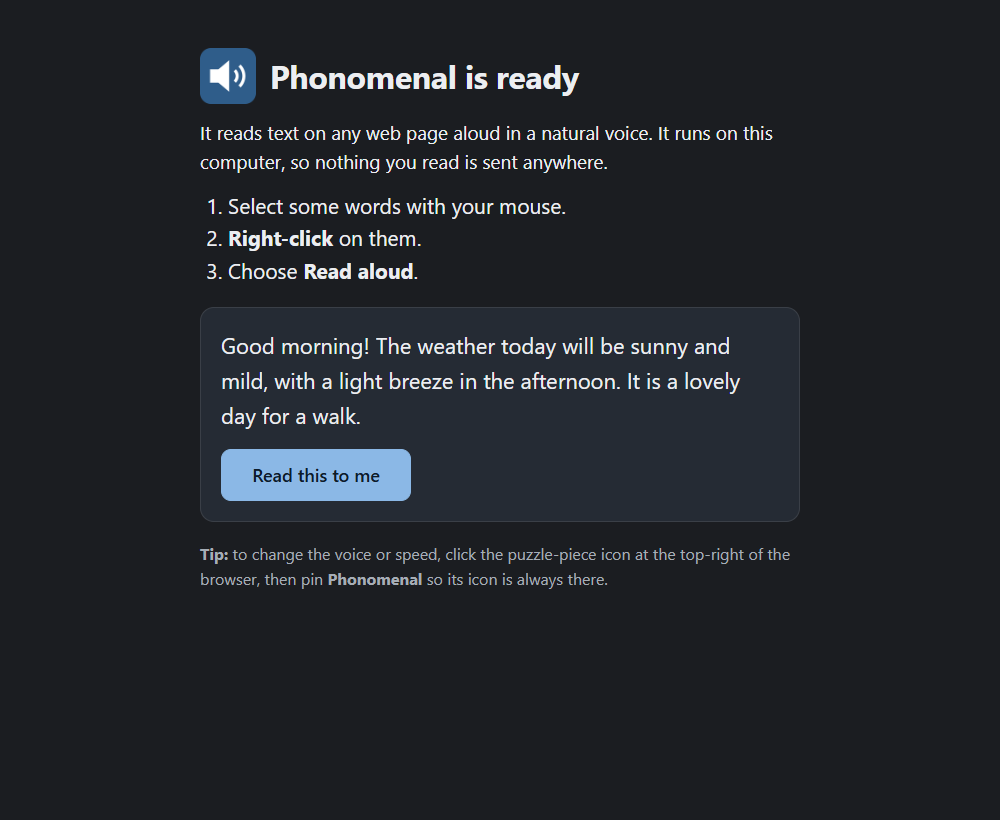 Phonomenal is ready
It reads text on any web page aloud in a natural voice. It runs on this
computer, so nothing you read is sent anywhere.
1. Select some words with your mouse.
2. Right-click on them.
3. Choose Read aloud.
Good morning! The weather today will be sunny and
mild, with a light breeze in the afternoon. It is a lovely
day for a walk.
Read this to me
Tip: to change the voice or speed, click the puzzle-piece icon at the top-right of the
browser, then pin Phonomenal so its icon is always there.